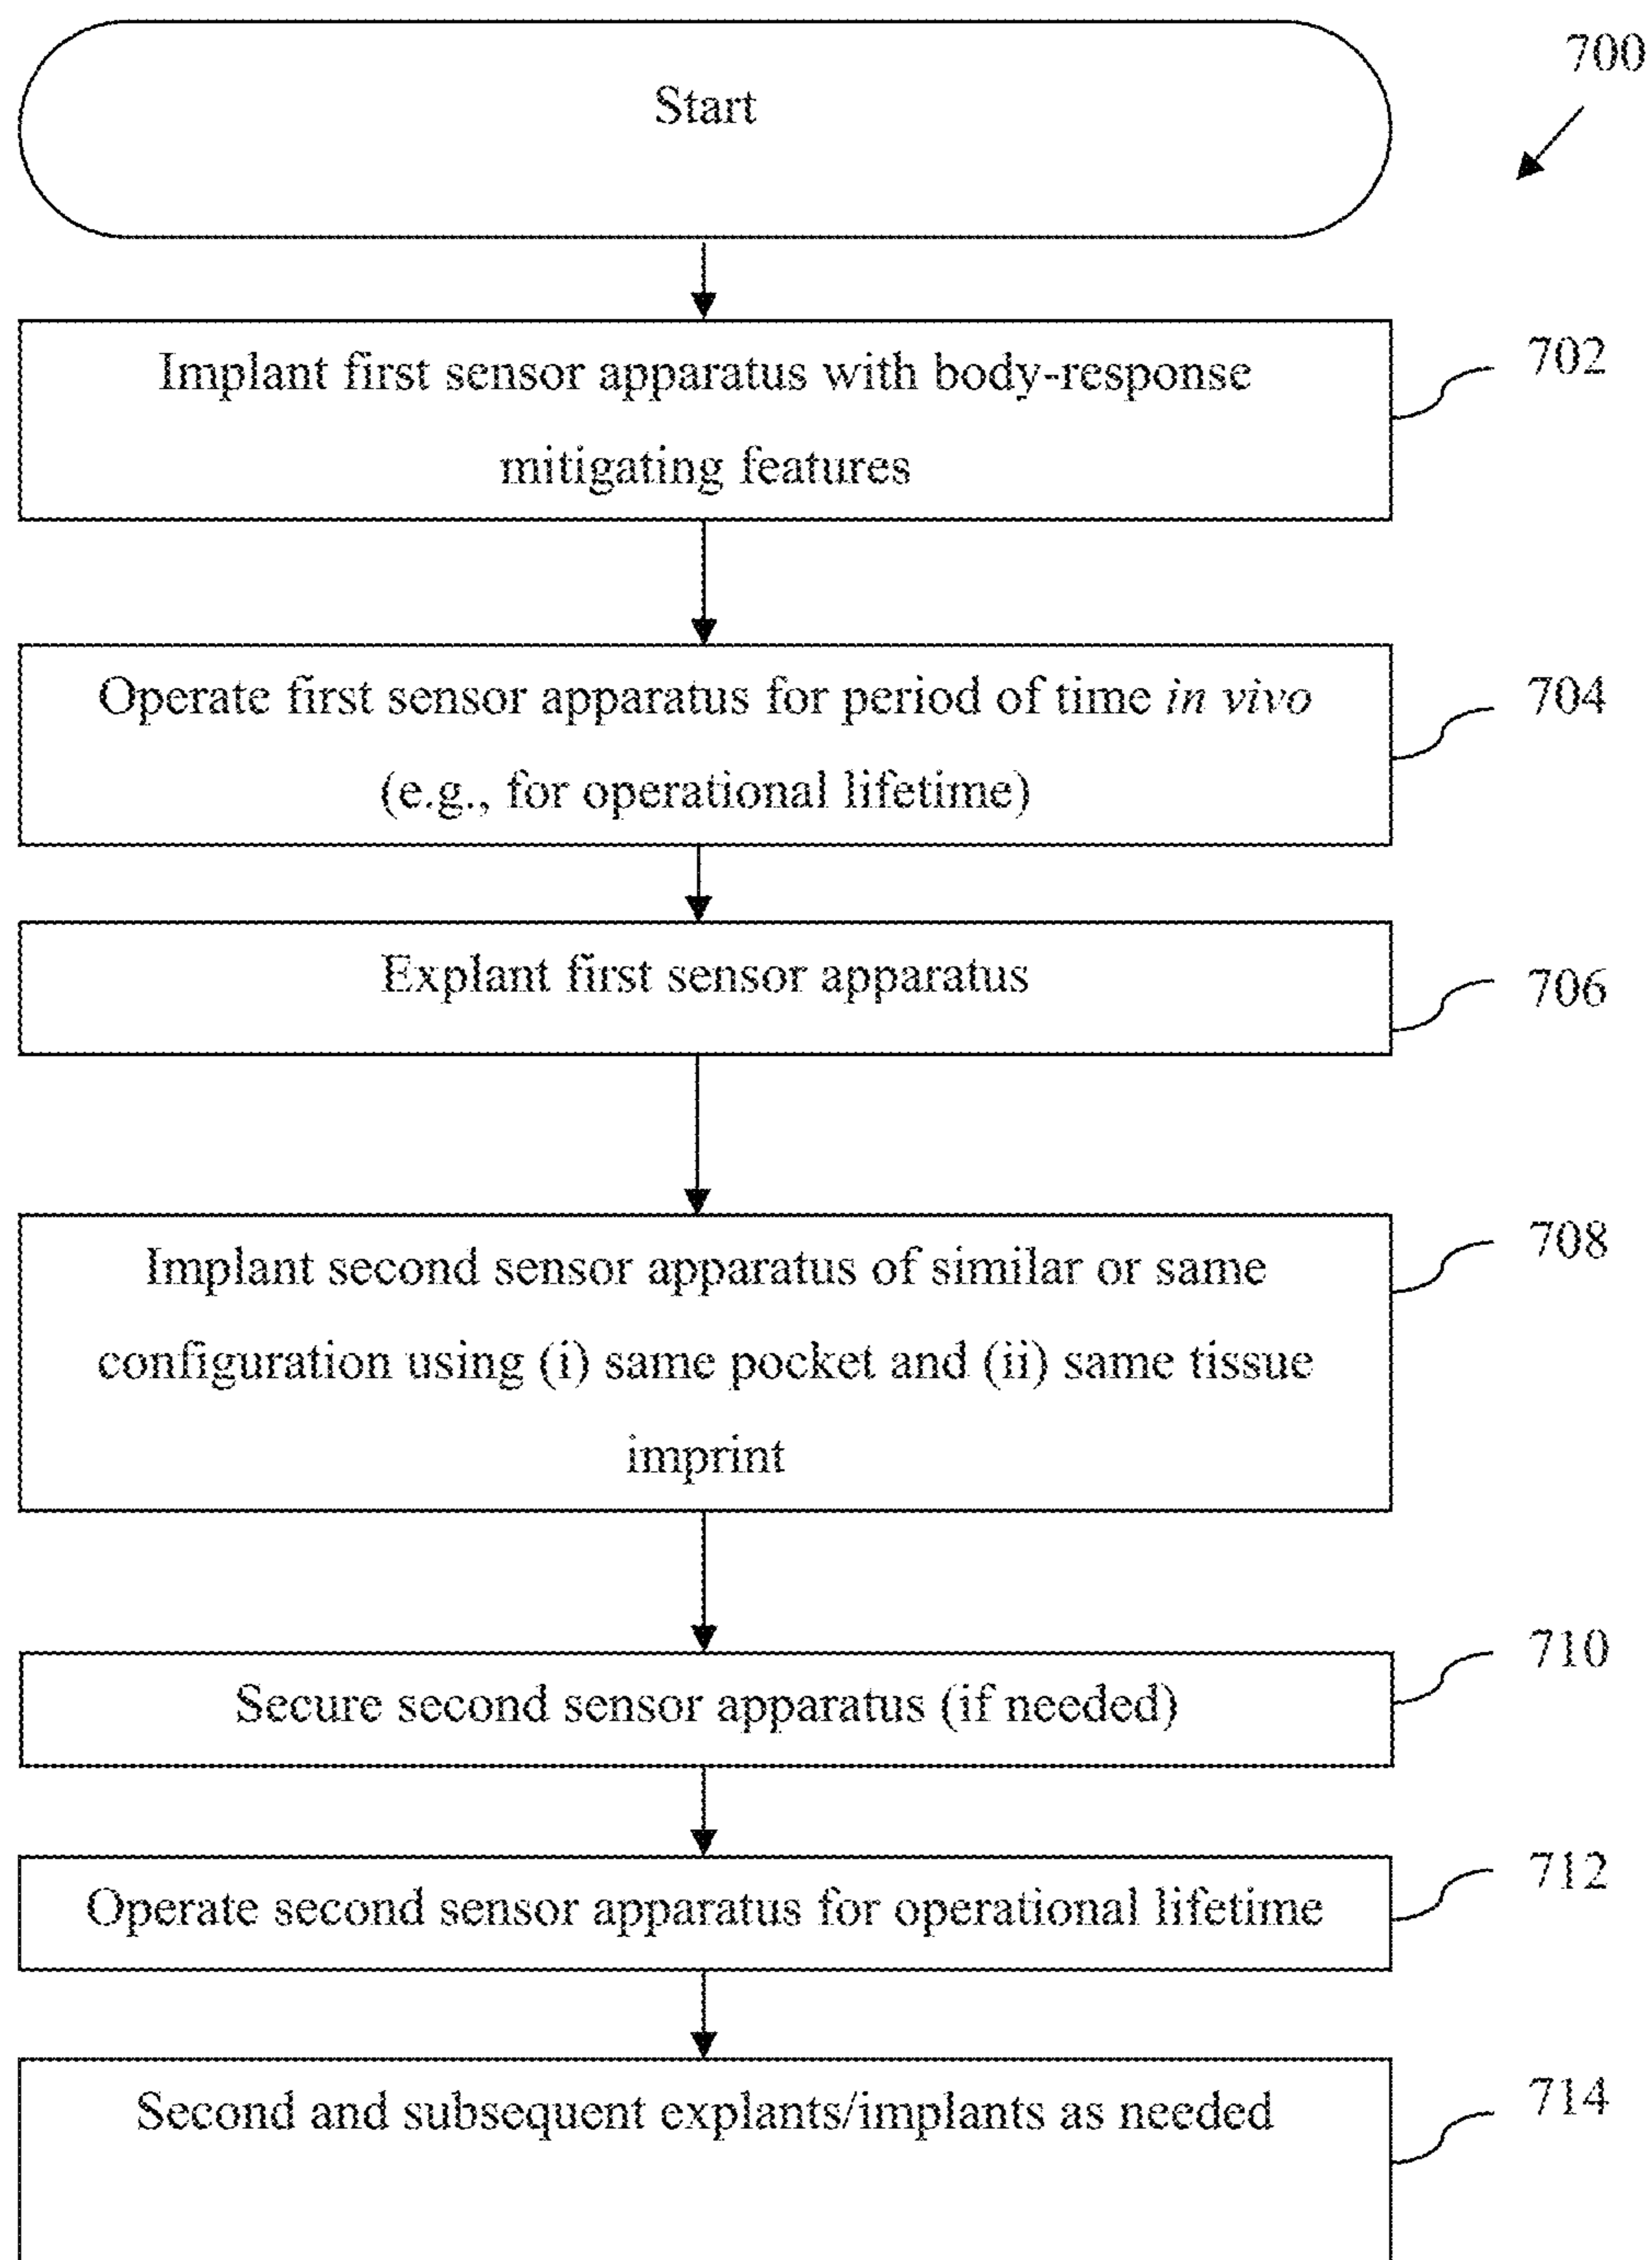 Start
700
Implant first sensor apparatus with body-response
mitigating features
702
Operate first sensor apparatus for period of time in vivo
(e.g., for operational lifetime)
704
Explant first sensor apparatus
706
Implant second sensor apparatus of similar or same
configuration using (i) same pocket and (ii) same tissue
imprint
708
Secure second sensor apparatus (if needed)
710
Operate second sensor apparatus for operational lifetime
712
Second and subsequent explants/implants as needed
714